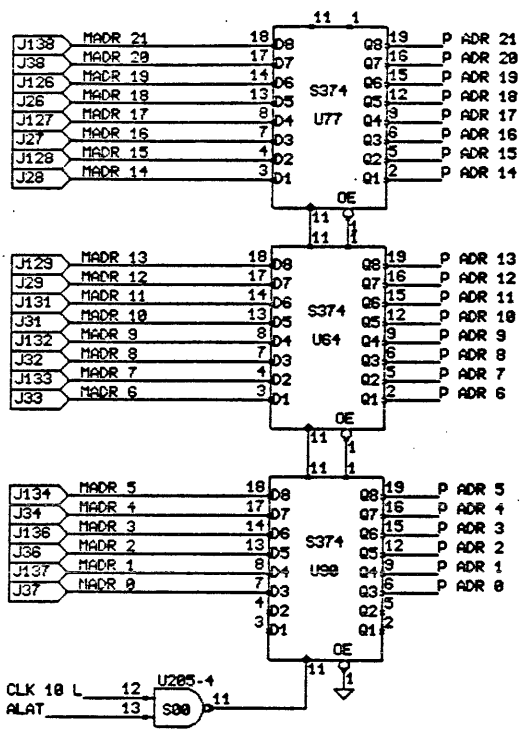 11 1
J138 MADR 21 18 D8 Q8 19 P ADR 21
J38 MADR 20 17 D7 Q7 16 P ADR 20
J126 MADR 19 14 D6 S374 Q6 15 P ADR 19
J26 MADR 18 13 D5 Q5 12 P ADR 18
J127 MADR 17 8 D4 U77 Q4 9 P ADR 17
J27 MADR 16 7 D3 Q3 6 P ADR 16
J128 MADR 15 4 D2 Q2 5 P ADR 15
J28 MADR 14 3 D1 Q1 2 P ADR 14
OE
11 1
11 1
J129 MADR 13 18 D8 Q8 19 P ADR 13
J29 MADR 12 17 D7 Q7 16 P ADR 12
J131 MADR 11 14 D6 S374 Q6 15 P ADR 11
J31 MADR 10 13 D5 Q5 12 P ADR 10
J132 MADR 9 8 D4 U64 Q4 9 P ADR 9
J32 MADR 8 7 D3 Q3 6 P ADR 8
J133 MADR 7 4 D2 Q2 5 P ADR 7
J33 MADR 6 3 D1 Q1 2 P ADR 6
OE
11 1
11 1
J134 MADR 5 18 D8 Q8 19 P ADR 5
J34 MADR 4 17 D7 Q7 16 P ADR 4
J136 MADR 3 14 D6 Q6 15 P ADR 3
J36 MADR 2 13 D5 S374 Q5 12 P ADR 2
J137 MADR 1 8 D4 Q4 9 P ADR 1
J37 MADR 0 7 D3 U90 Q3 6 P ADR 0
4 D2 Q2 5
3 D1 Q1 2
OE
11 1
U205-4
CLK 10 L 12 11
ALAT 13 S00